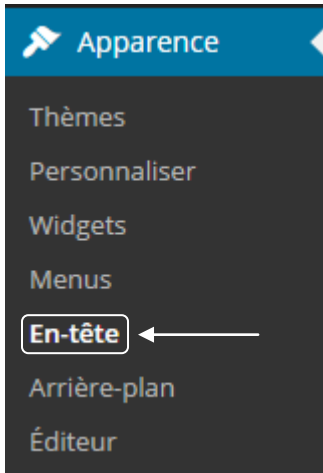 Apparence
Thèmes
Personnaliser
Widgets
Menus
En-tête
Arrière-plan
Éditeur